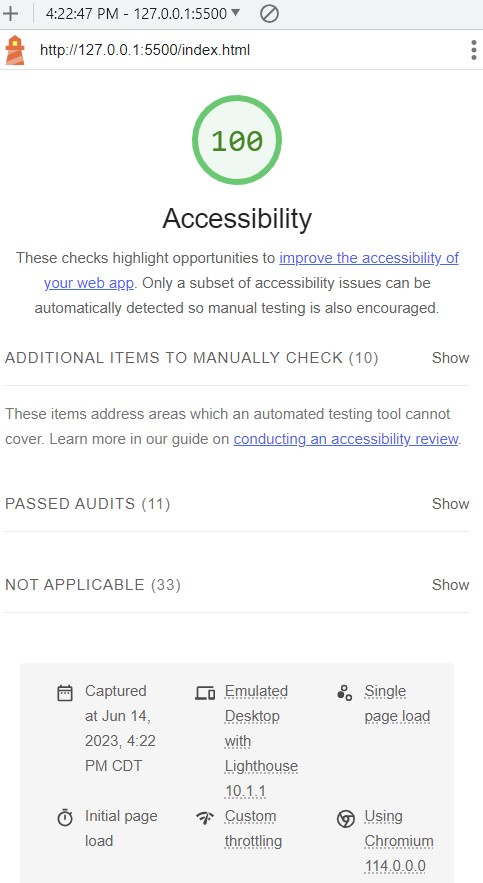 4:22:47 PM - 127.0.0.1:5500
http://127.0.0.1:5500/index.html
100
Accessibility
These checks highlight opportunities to improve the accessibility of
your web app. Only a subset of accessibility issues can be
automatically detected so manual testing is also encouraged.
ADDITIONAL ITEMS TO MANUALLY CHECK (10) Show
These items address areas which an automated testing tool cannot
cover. Learn more in our guide on conducting an accessibility review.
PASSED AUDITS (11) Show
NOT APPLICABLE (33) Show
Captured
at Jun 14,
2023, 4:22
PM CDT
Emulated
Desktop
with
Lighthouse
10.1.1
Single
page load
Initial page
load
Custom
throttling
Using
Chromium
114.0.0.0